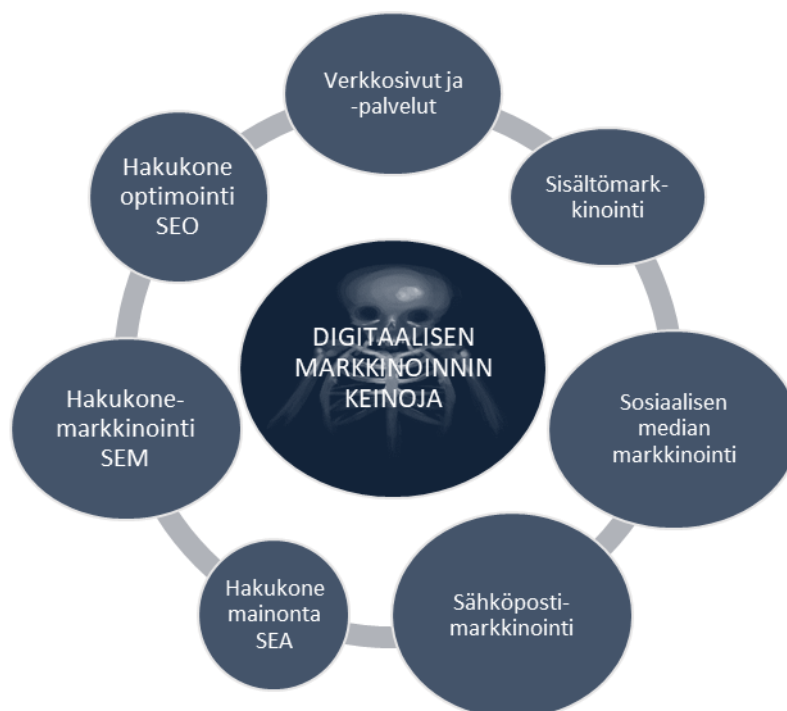 Verkkosivut ja
-palvelut
Sisältömark-
kinointi
Sosiaalisen
median
markkinointi
Sähköposti-
markkinointi
Hakukone
mainonta
SEA
Hakukone-
markkinointi
SEM
Hakukone
optimointi
SEO
DIGITAALISEN
MARKKINOINNIN
KEINOJA